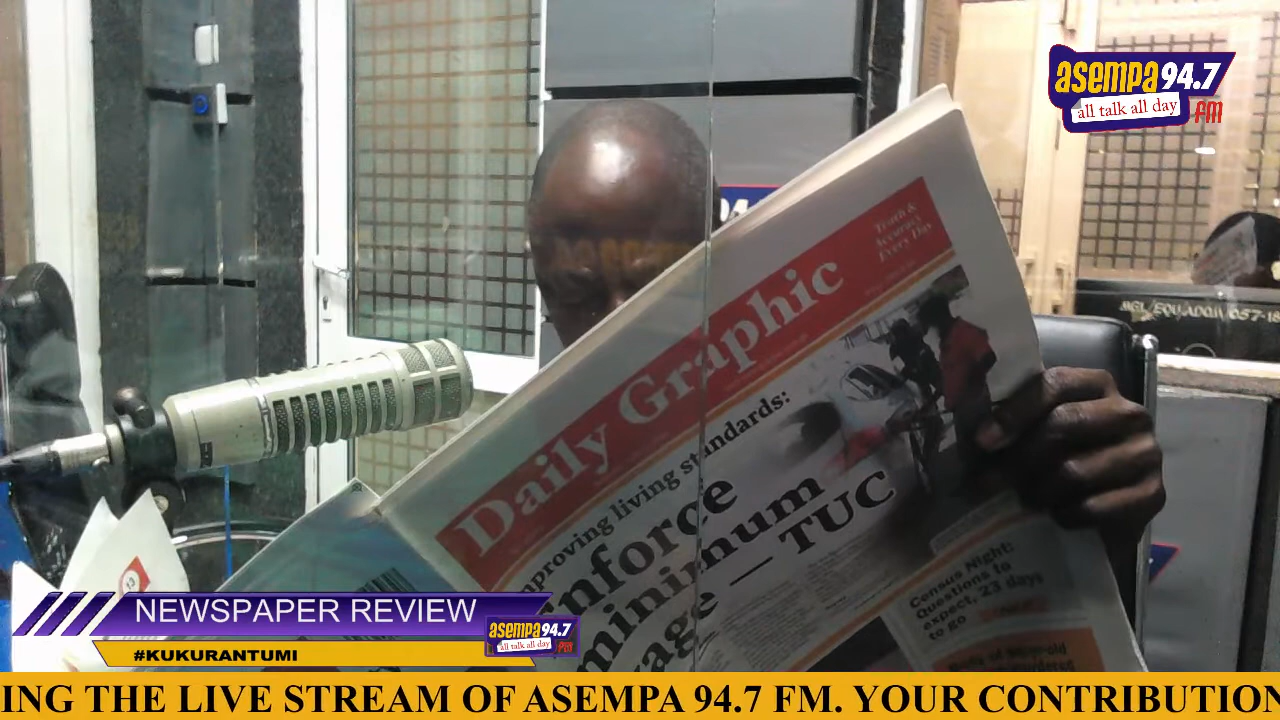 asempa 94.7
all talk all day FM
Truth &
Accuracy
Every Day
Daily Graphic
mproving living standards:
nforce
minimum
— TUC
Census Night:
Questions to
expect, 23 days
to go
13
NEWSPAPER REVIEW
asempa 94.7
all talk all day FM
#KUKURANTUMI
ING THE LIVE STREAM OF ASEMPA 94.7 FM. YOUR CONTRIBUTION